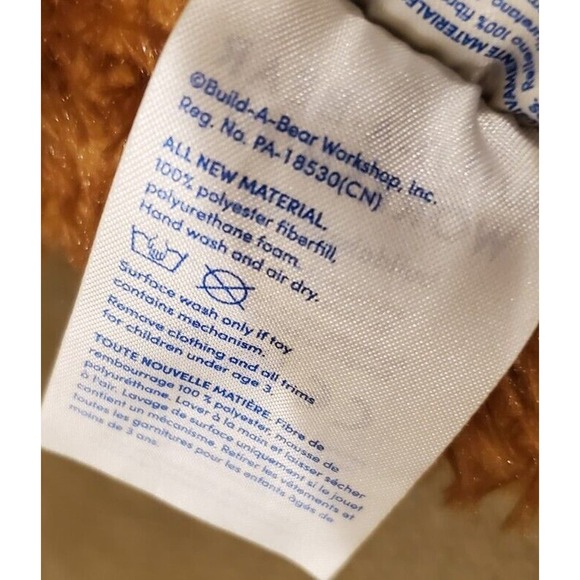 ©Build-A-Bear Workshop, Inc.
Reg. No. PA-18530(CN)
ALL NEW MATERIAL.
100% polyester fiberfill,
polyurethane foam.
Hand wash and air dry.
Surface wash only if toy
contains mechanism.
Remove clothing and all trims
for children under age 3.
TOUTE NOUVELLE MATIÈRE. Fibre de
rembourrage 100 % polyester, mousse de
polyuréthane. Laver à la main et laisser sécher
à l'air. Lavage de surface uniquement si le jouet
contient un mécanisme. Retirer les vêtements et
toutes les garnitures pour les enfants âgés de
moins de 3 ans.
MATERIALES
Relleno 100% fibra